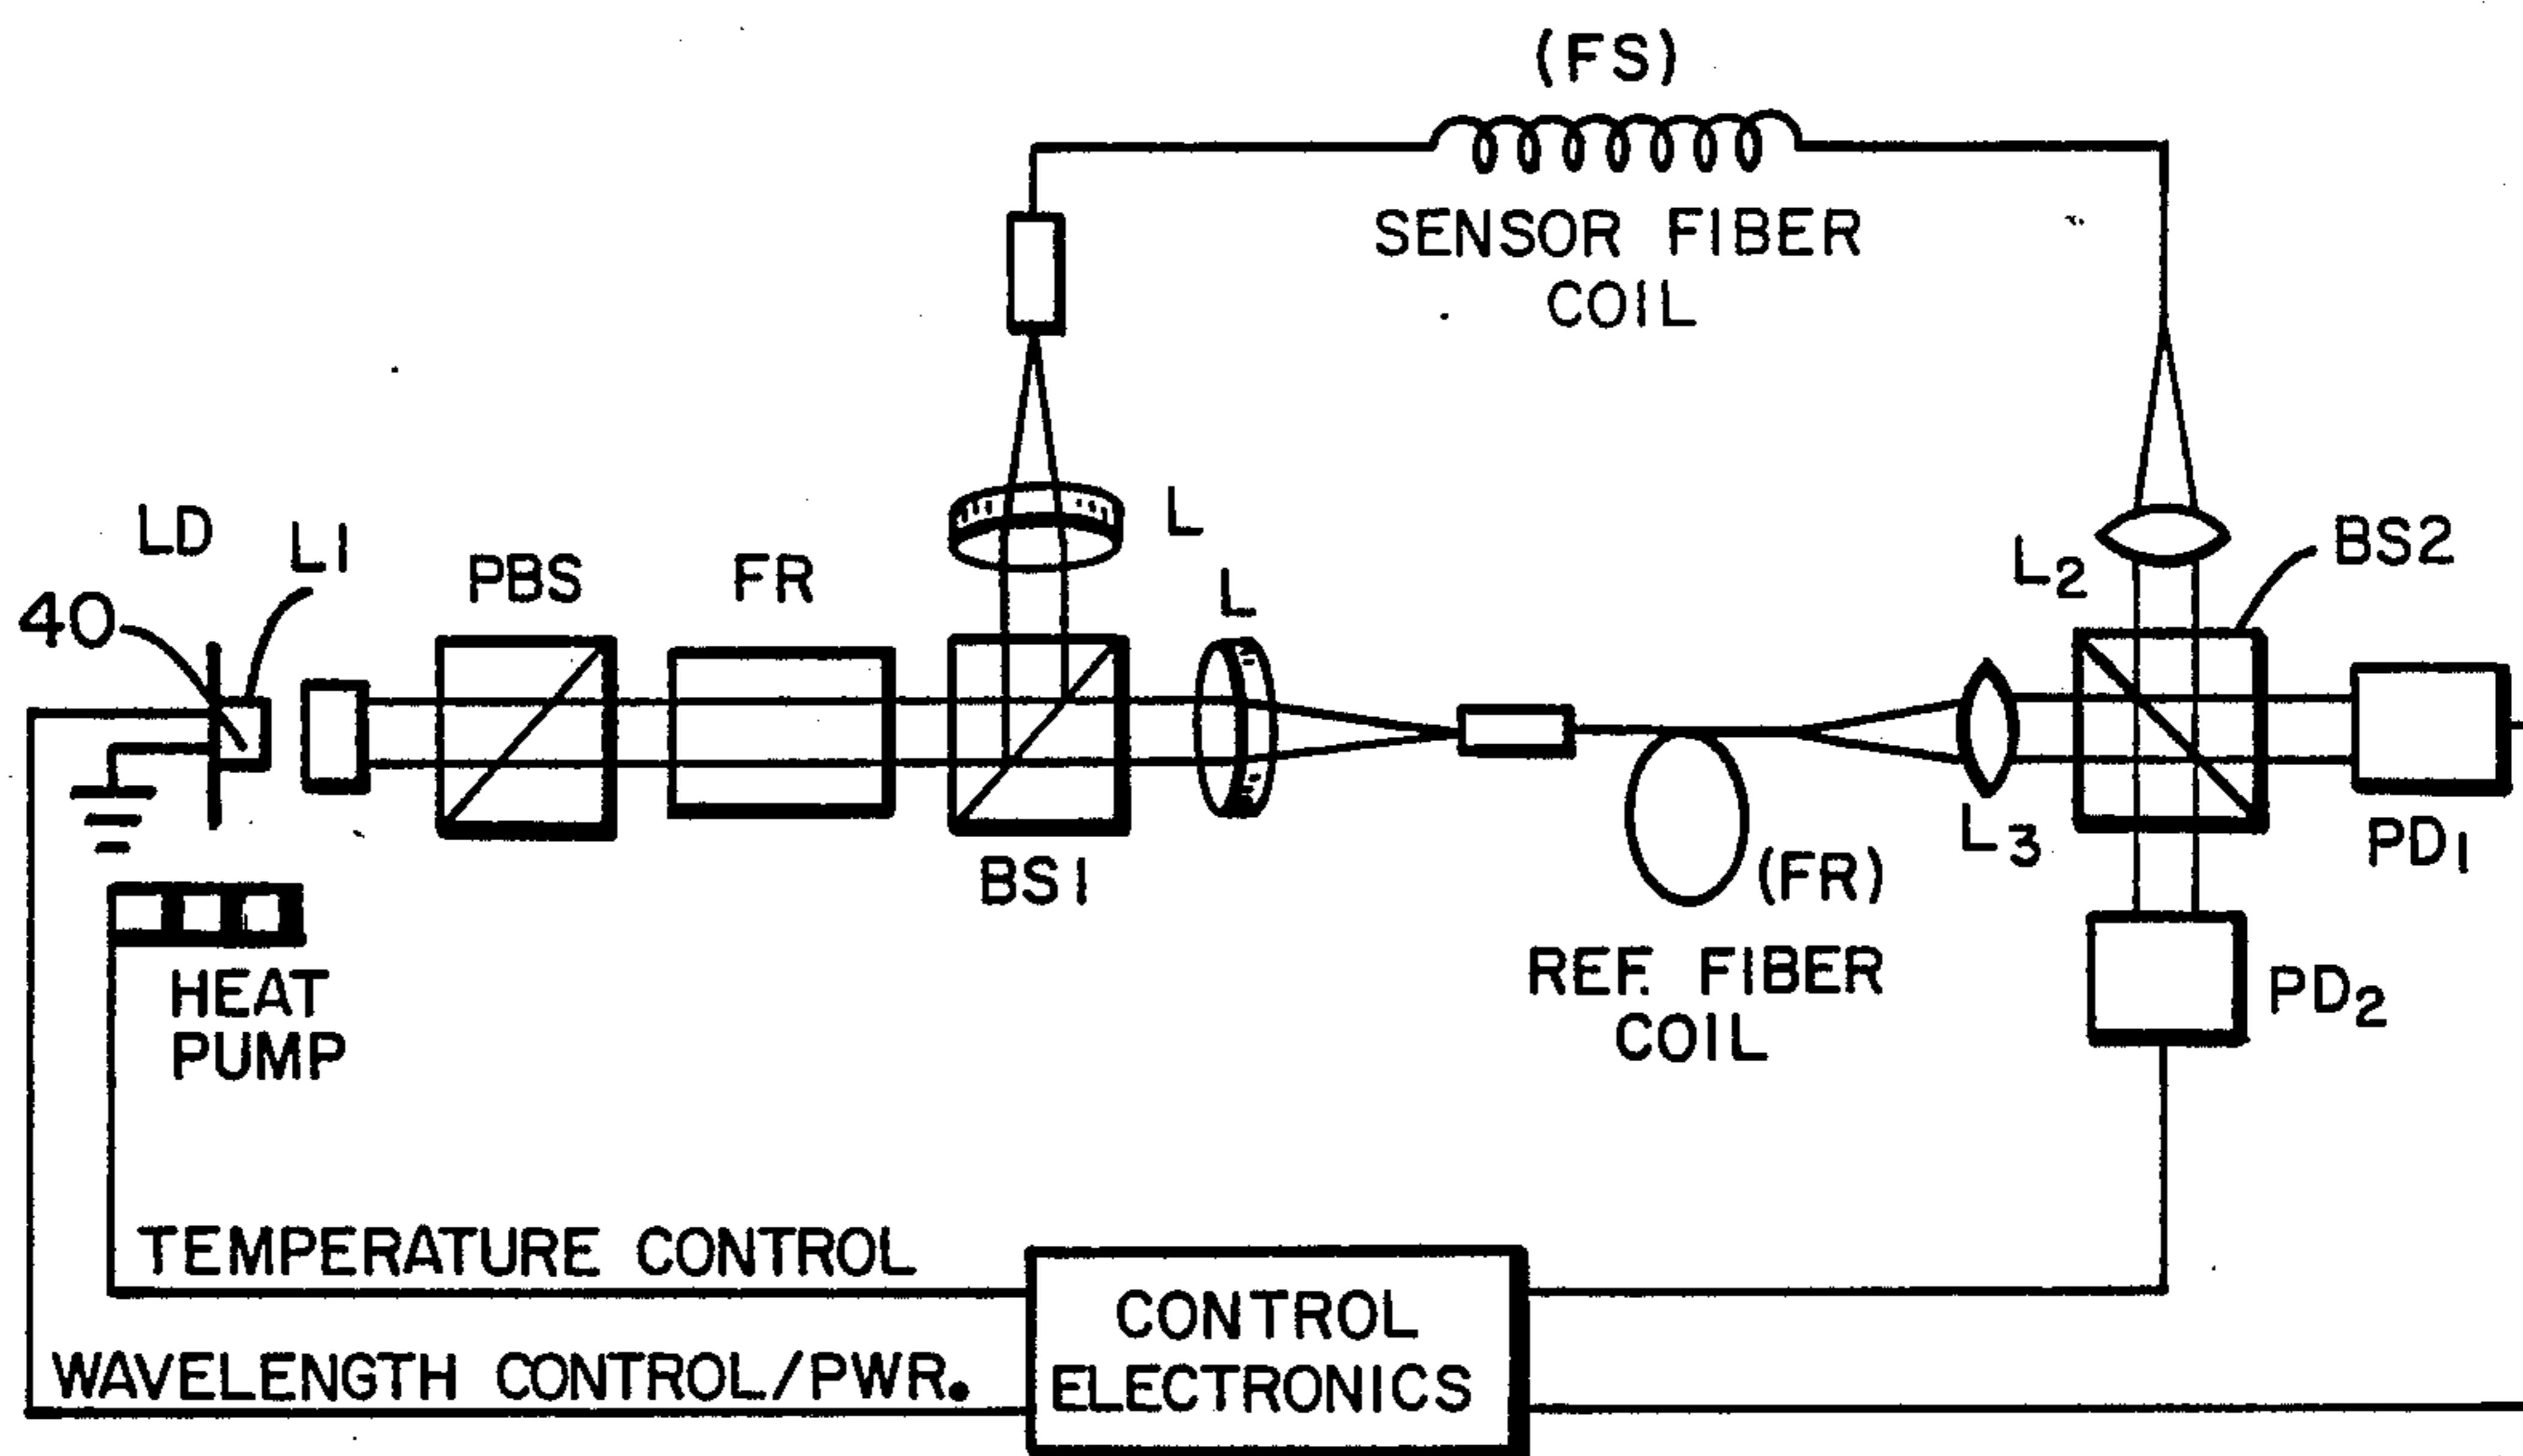 (FS)
SENSOR FIBER
COIL
LD
L1
PBS
FR
L
L
L2
BS2
40
BS1
L3
PD1
(FR)
REF. FIBER
COIL
PD2
HEAT
PUMP
TEMPERATURE CONTROL
WAVELENGTH CONTROL/PWR.
CONTROL
ELECTRONICS